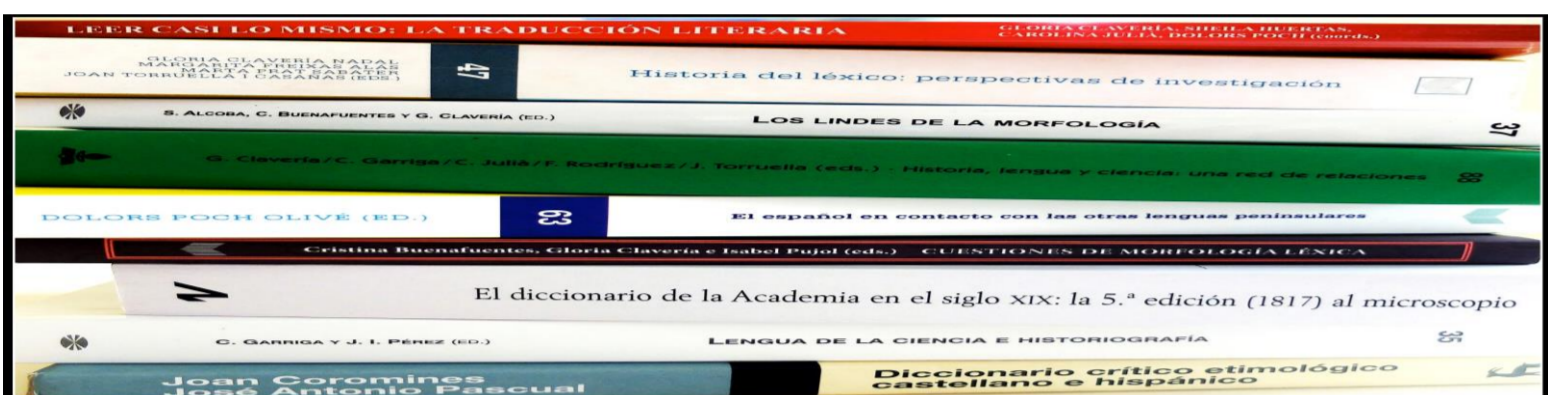 LEER CASI LO MISMO: LA TRADUCCIÓN LITERARIA
GLORIA CLAVERÍA, SHEILA HUERTAS,
CAROLINA JULIÀ, DOLORS POCH (coords.)
GLORIA CLAVERÍA NADAL
MARGARITA FREIXAS ALÁS
MARTA PRAT SABATER
JOAN TORRUELLA I CASAÑAS (EDS)
47
Historia del léxico: perspectivas de investigación
S. ALCOBA, C. BUENAFUENTES Y G. CLAVERÍA (ED.)
LOS LINDES DE LA MORFOLOGÍA
37
G. Clavería/C. Garriga/C. Julià/F. Rodríguez/J. Torruella (eds.) · Historia, lengua y ciencia: una red de relaciones
88
DOLORS POCH OLIVÉ (ED.)
63
El español en contacto con las otras lenguas peninsulares
Cristina Buenafuentes, Gloria Clavería e Isabel Pujol (eds.) CUESTIONES DE MORFOLOGÍA LÉXICA
El diccionario de la Academia en el siglo XIX: la 5.ª edición (1817) al microscopio
C. GARRIGA Y J. I. PÉREZ (ED.)
LENGUA DE LA CIENCIA E HISTORIOGRAFÍA
35
Joan Coromines
José Antonio Pascual
Diccionario crítico etimológico
castellano e hispánico